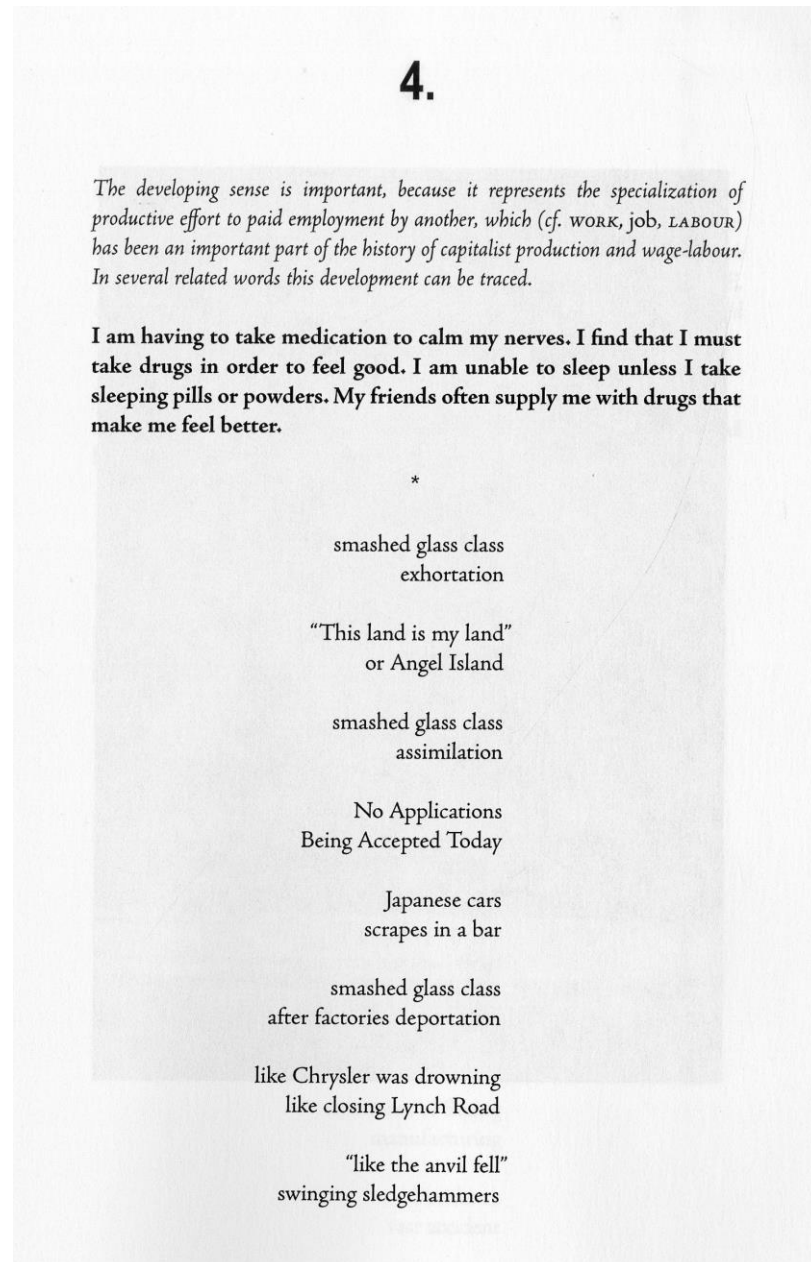 4.
The developing sense is important, because it represents the specialization of
productive effort to paid employment by another, which (cf. WORK, job, LABOUR)
has been an important part of the history of capitalist production and wage-labour.
In several related words this development can be traced.
I am having to take medication to calm my nerves. I find that I must
take drugs in order to feel good. I am unable to sleep unless I take
sleeping pills or powders. My friends often supply me with drugs that
make me feel better.
*
smashed glass class
exhortation
“This land is my land”
or Angel Island
smashed glass class
assimilation
No Applications
Being Accepted Today
Japanese cars
scrapes in a bar
smashed glass class
after factories deportation
like Chrysler was drowning
like closing Lynch Road
“like the anvil fell”
swinging sledgehammers